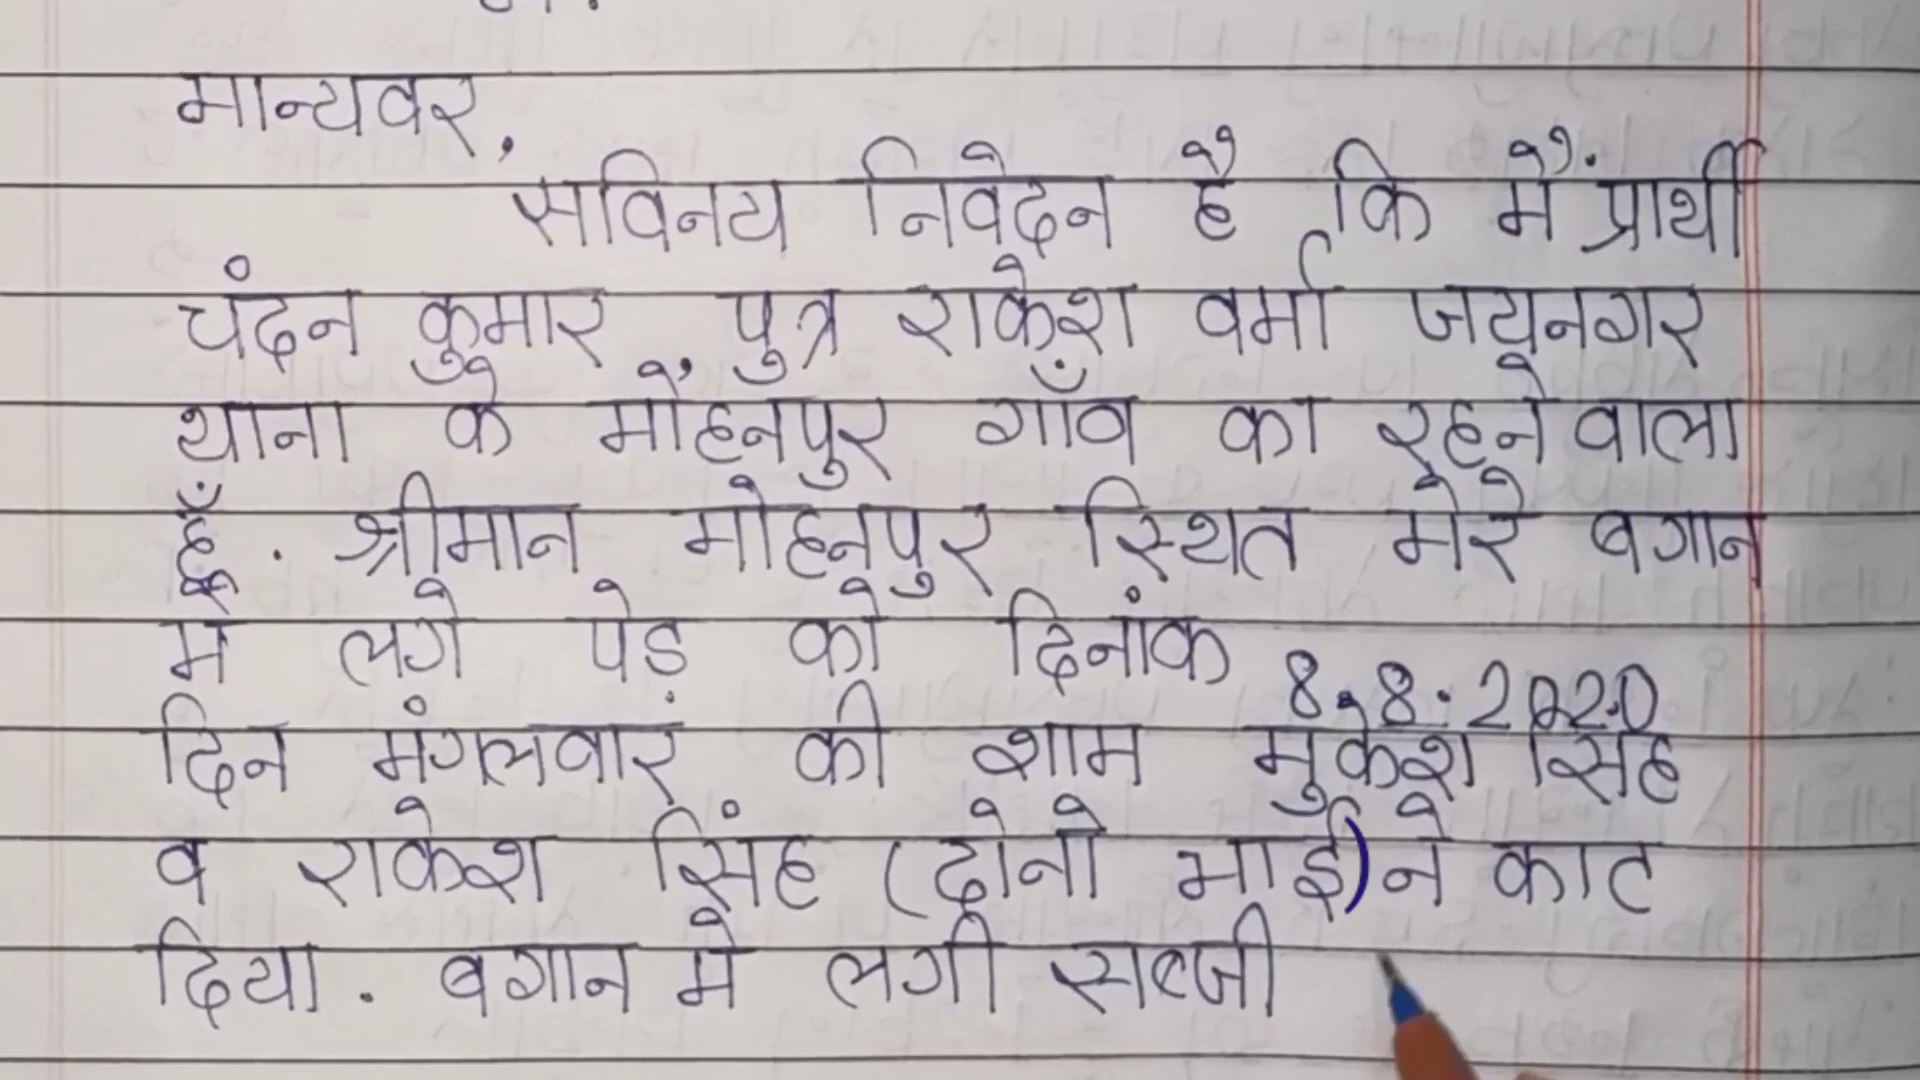 मान्यवर,
सविनय निवेदन है कि मैं प्रार्थी
चंदन कुमार पुत्र राकेश वर्मा जयनगर
थाना के मोहनपुर गाँव का रहने वाला
हूँ. श्रीमान मोहनपुर स्थित मेरे बगान
मे लगे पेड़ को दिनांक 8.8.2020
दिन मंगलवार की शाम मुकेश सिंह
व राकेश सिंह (दोनो भाई) ने काट
दिया. बगान मे लगी सब्जी